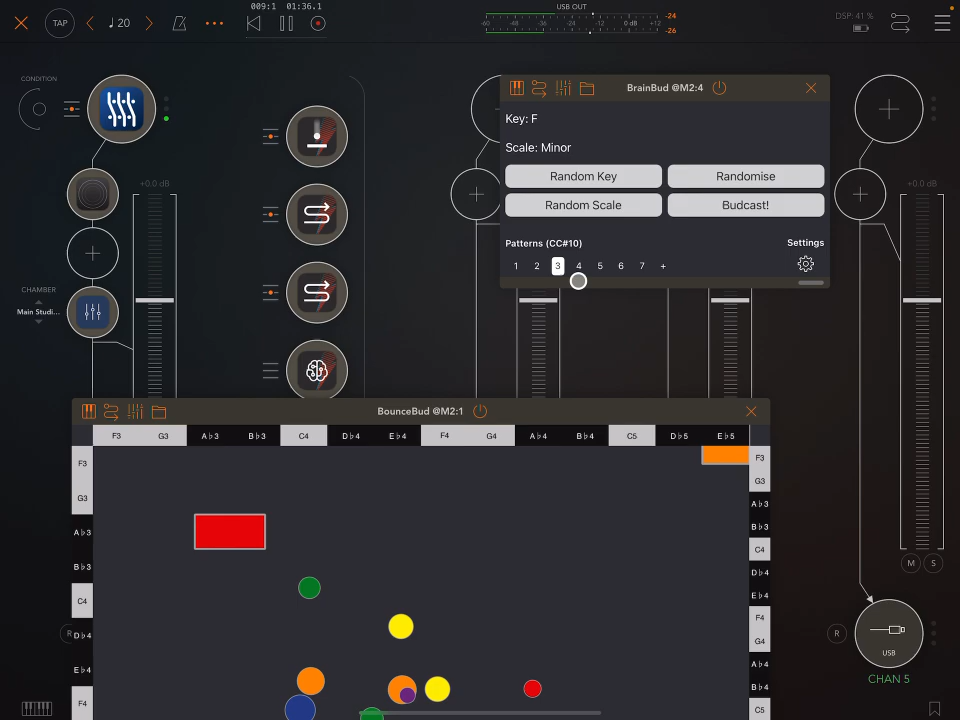 009:1
01:36.1
USB OUT
TAP
♩20
-60 -48 -36 -24 -12 0 dB +12
-24
-26
DSP: 41 %
CONDITION
+0.0 dB
CHAMBER
Main Studi...
BrainBud @M2:4
Key: F
Scale: Minor
Random Key
Randomise
Random Scale
Budcast!
Patterns (CC#10)
Settings
1 2 3 4 5 6 7 +
+0.0 dB
BounceBud @M2:1
F3 G3 A♭3 B♭3 C4 D♭4 E♭4 F4 G4 A♭4 B♭4 C5 D♭5 E♭5
F3
G3
A♭3
B♭3
C4
D♭4
E♭4
F4
F3
G3
A♭3
B♭3
C4
D♭4
E♭4
F4
G4
A♭4
B♭4
C5
R
M S
R
USB
CHAN 5